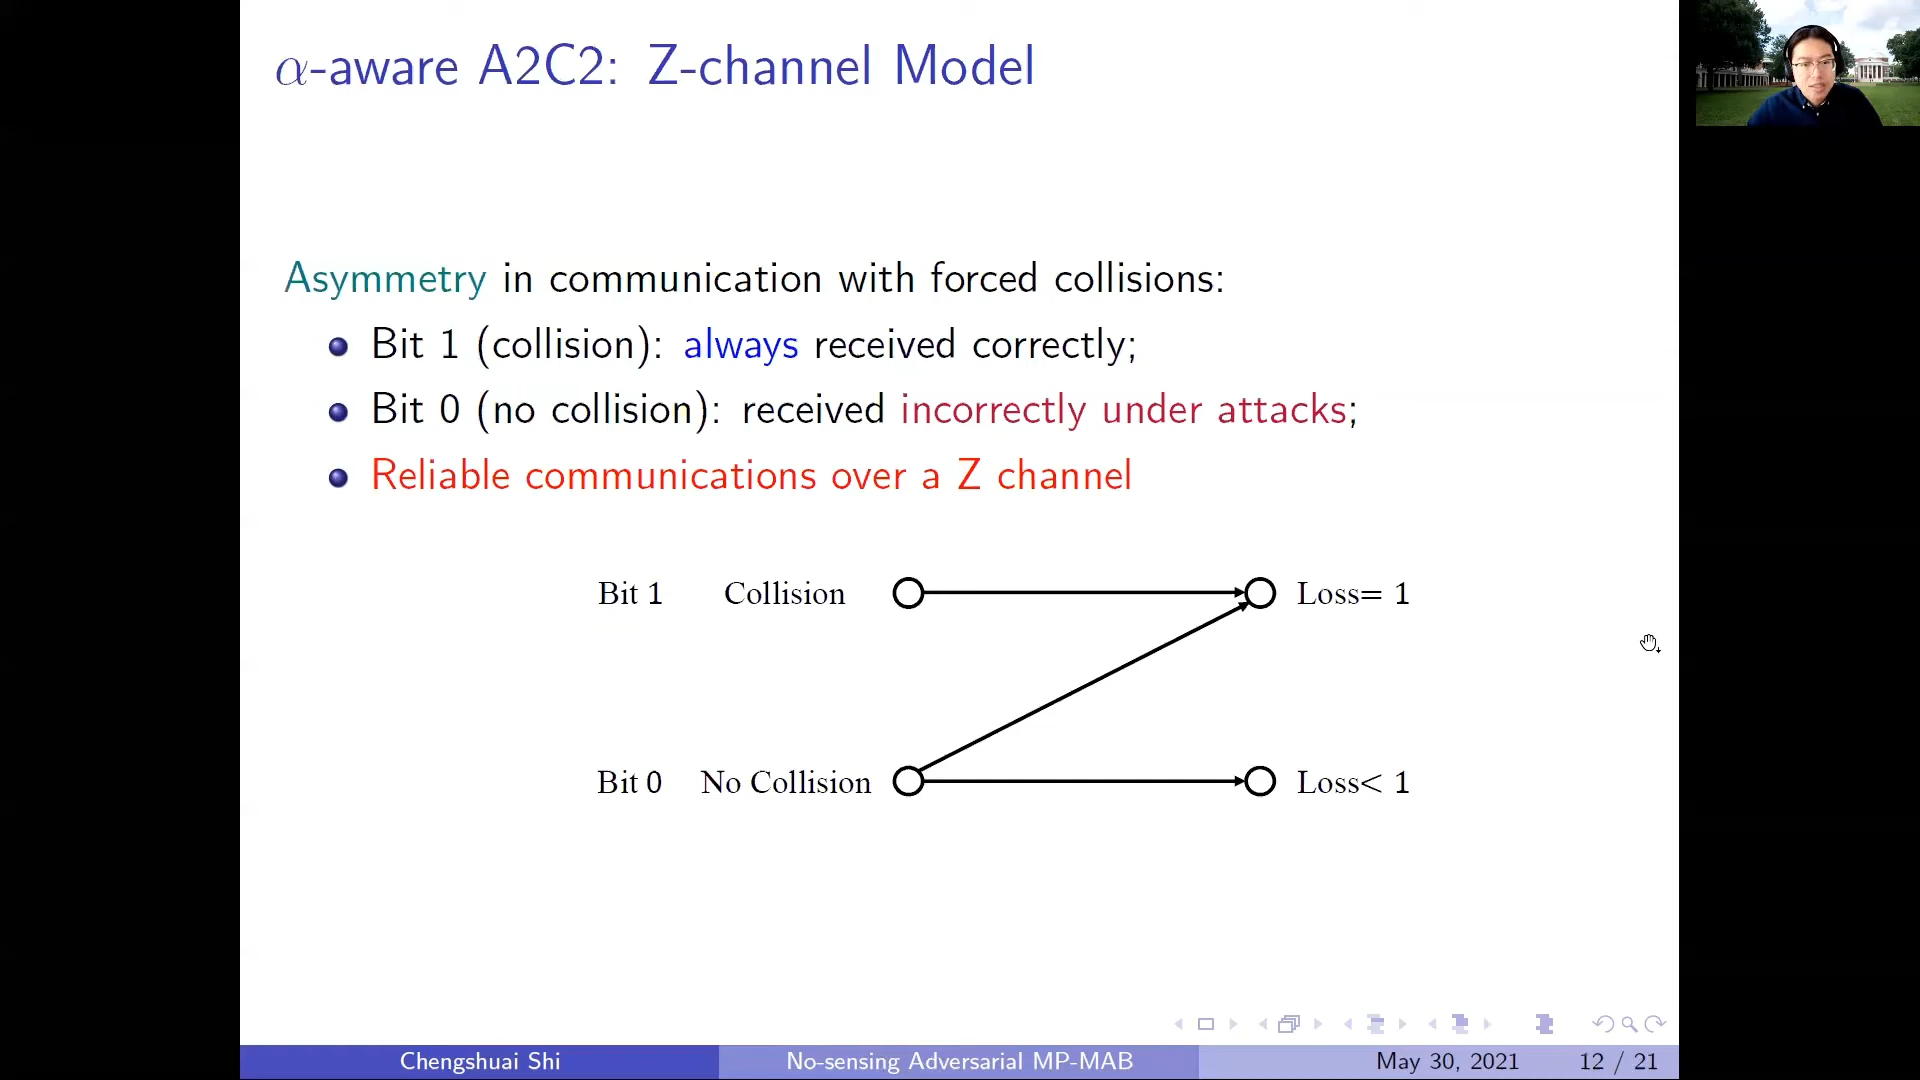 α-aware A2C2: Z-channel Model
Asymmetry in communication with forced collisions:
Bit 1 (collision): always received correctly;
Bit 0 (no collision): received incorrectly under attacks;
Reliable communications over a Z channel
Bit 1 Collision Loss= 1
Bit 0 No Collision Loss< 1
Chengshuai Shi No-sensing Adversarial MP-MAB May 30, 2021 12 / 21